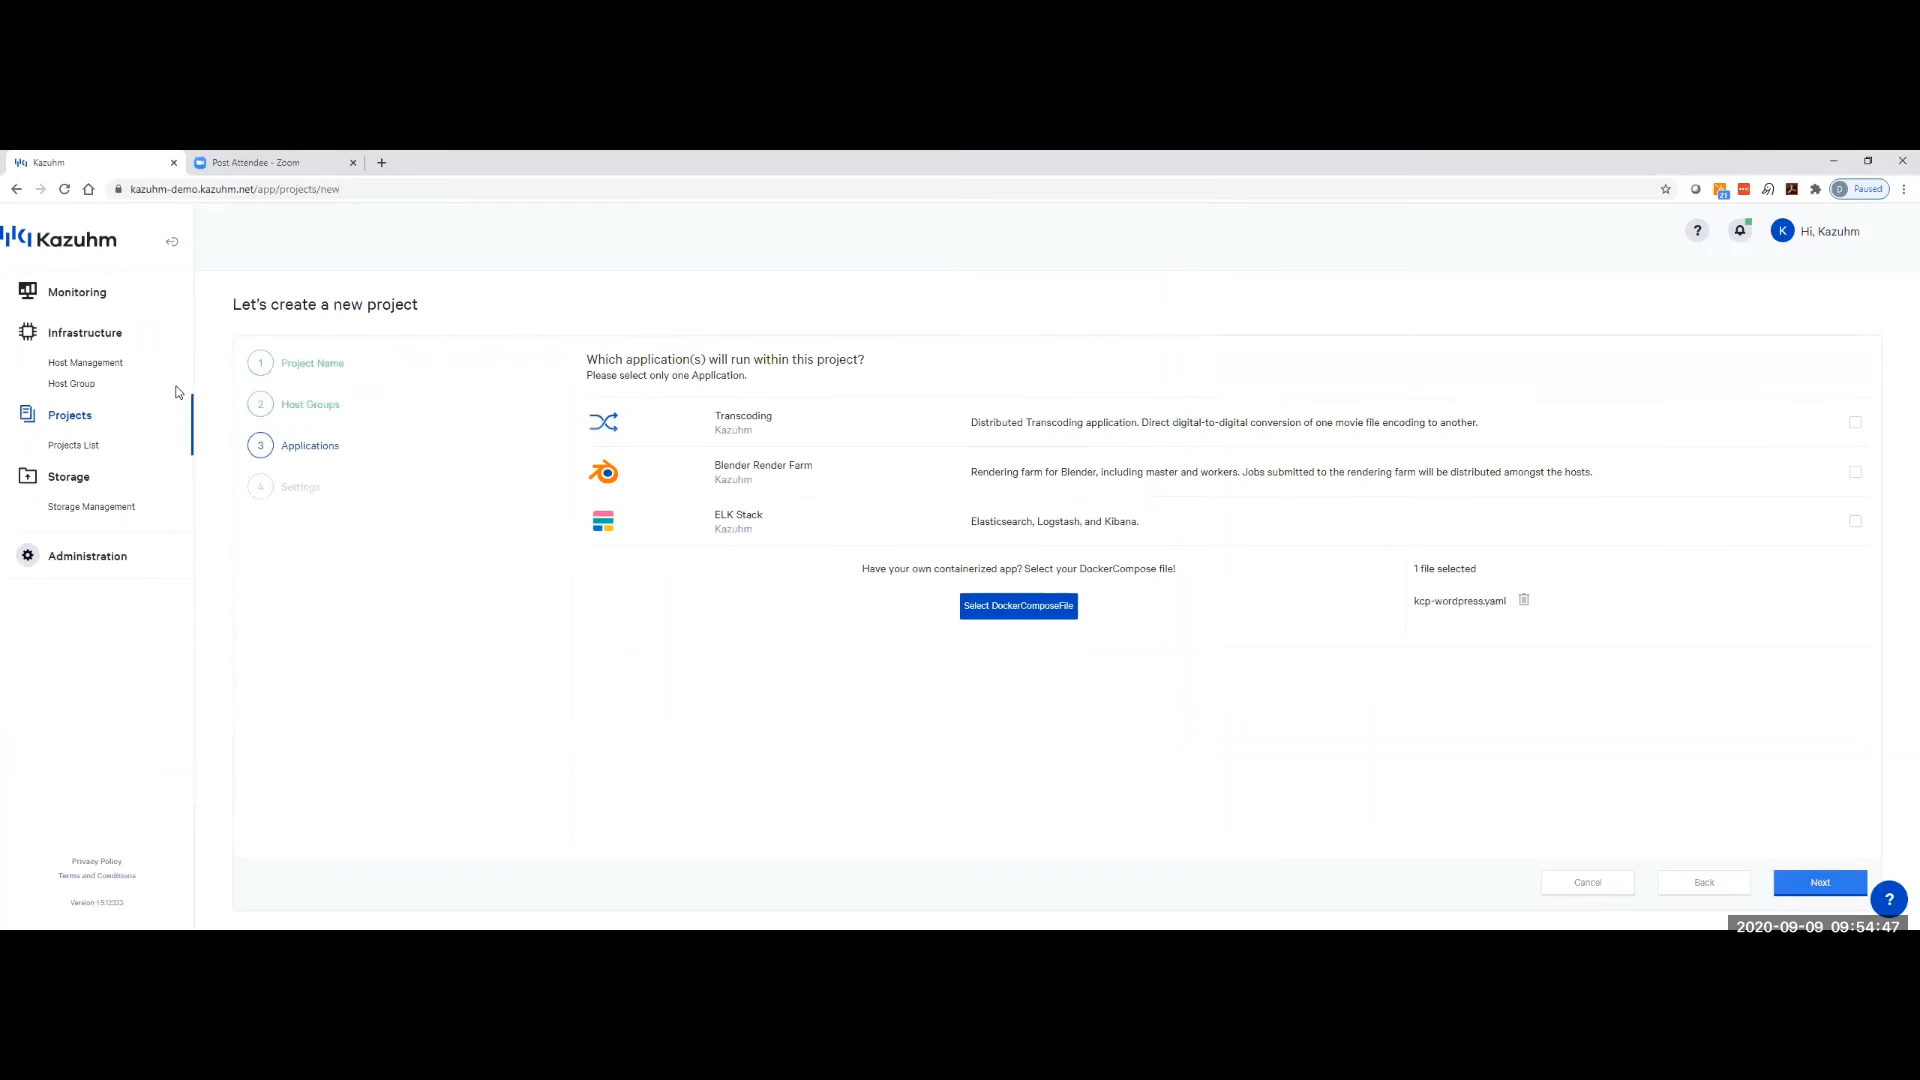 Kazuhm
Post Attendee - Zoom
kazuhm-demo.kazuhm.net/app/projects/new
21
D Paused
Kazuhm
? K Hi, Kazuhm
Monitoring
Infrastructure
Host Management
Host Group
Projects
Projects List
Storage
Storage Management
Administration
Privacy Policy
Terms and Conditions
Version 1.9.12333
Let's create a new project
1 Project Name
2 Host Groups
3 Applications
4 Settings
Which application(s) will run within this project?
Please select only one Application.
Transcoding
Kazuhm
Distributed Transcoding application. Direct digital-to-digital conversion of one movie file encoding to another.
Blender Render Farm
Kazuhm
Rendering farm for Blender, including master and workers. Jobs submitted to the rendering farm will be distributed amongst the hosts.
ELK Stack
Kazuhm
Elasticsearch, Logstash, and Kibana.
Have your own containerized app? Select your DockerCompose file!
Select DockerComposeFile
1 file selected
kcp-wordpress.yaml
Cancel
Back
Next
?
2020-09-09 09:54:47